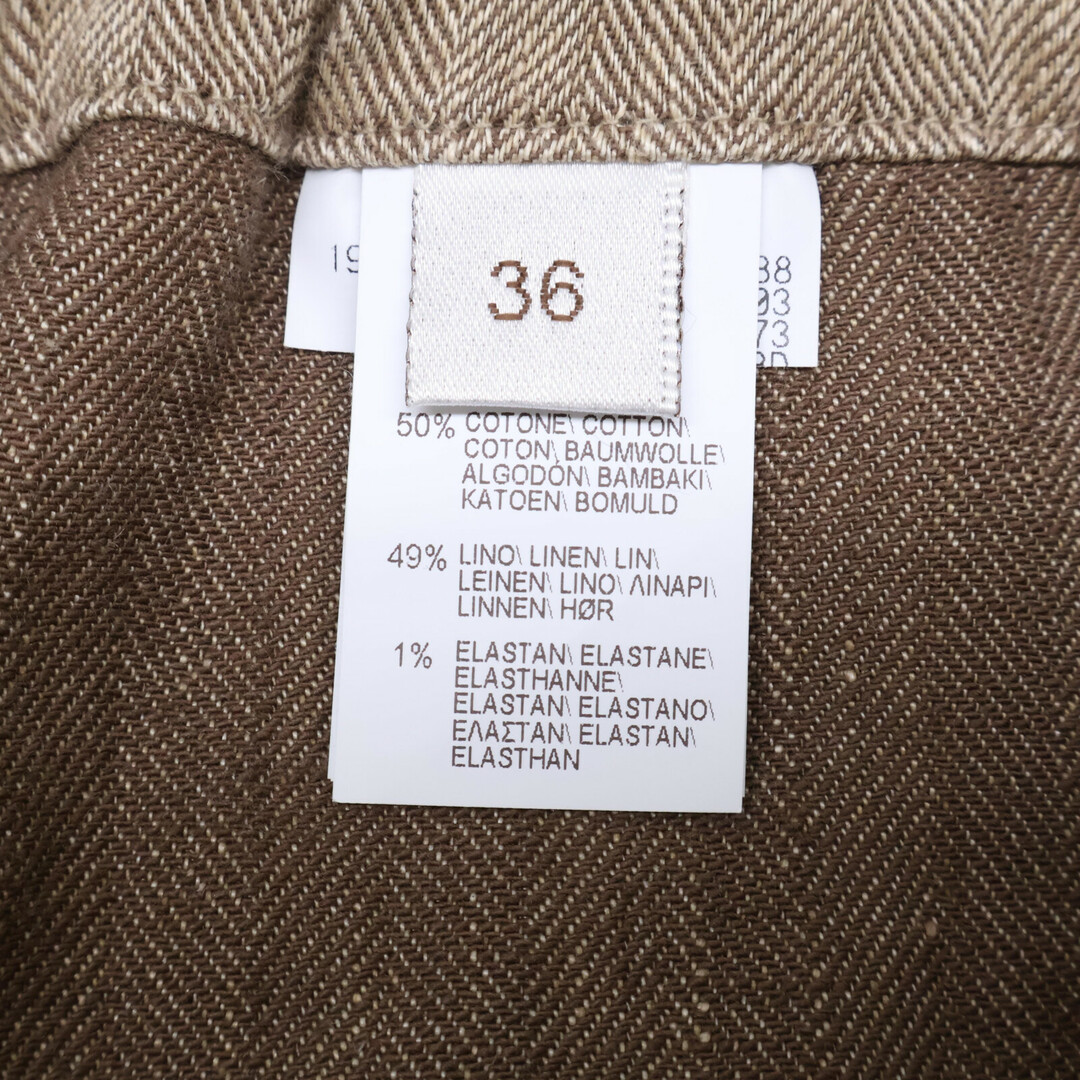 36
50% COTONE\ COTTON\
COTON\ BAUMWOLLE\
ALGODÓN\ BAMBAKI\
KATOEN\ BOMULD
49% LINO\ LINEN\ LIN\
LEINEN\ LINO\ ΛΙΝΑΡΙ\
LINNEN\ HØR
1% ELASTAN\ ELASTANE\
ELASTHANNE\
ELASTAN\ ELASTANO\
ΕΛΑΣΤΑΝ\ ELASTAN\
ELASTHAN